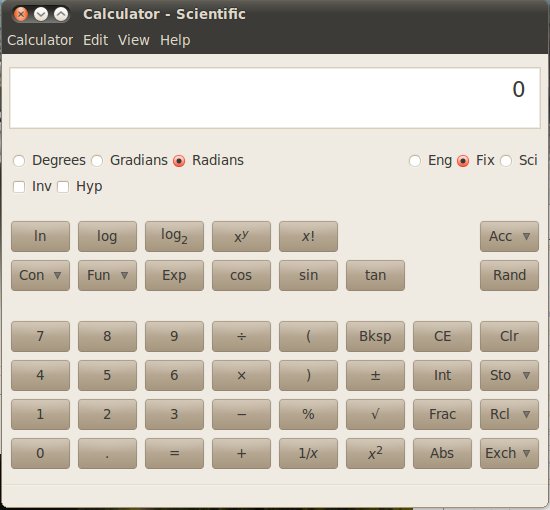 Calculator - Scientific
Calculator Edit View Help
0
Degrees Gradians Radians Eng Fix Sci
Inv Hyp
ln log log₂ xʸ x! Acc
Con Fun Exp cos sin tan Rand
7 8 9 ÷ ( Bksp CE Clr
4 5 6 × ) ± Int Sto
1 2 3 − % √ Frac Rcl
0 . = + 1/x x² Abs Exch